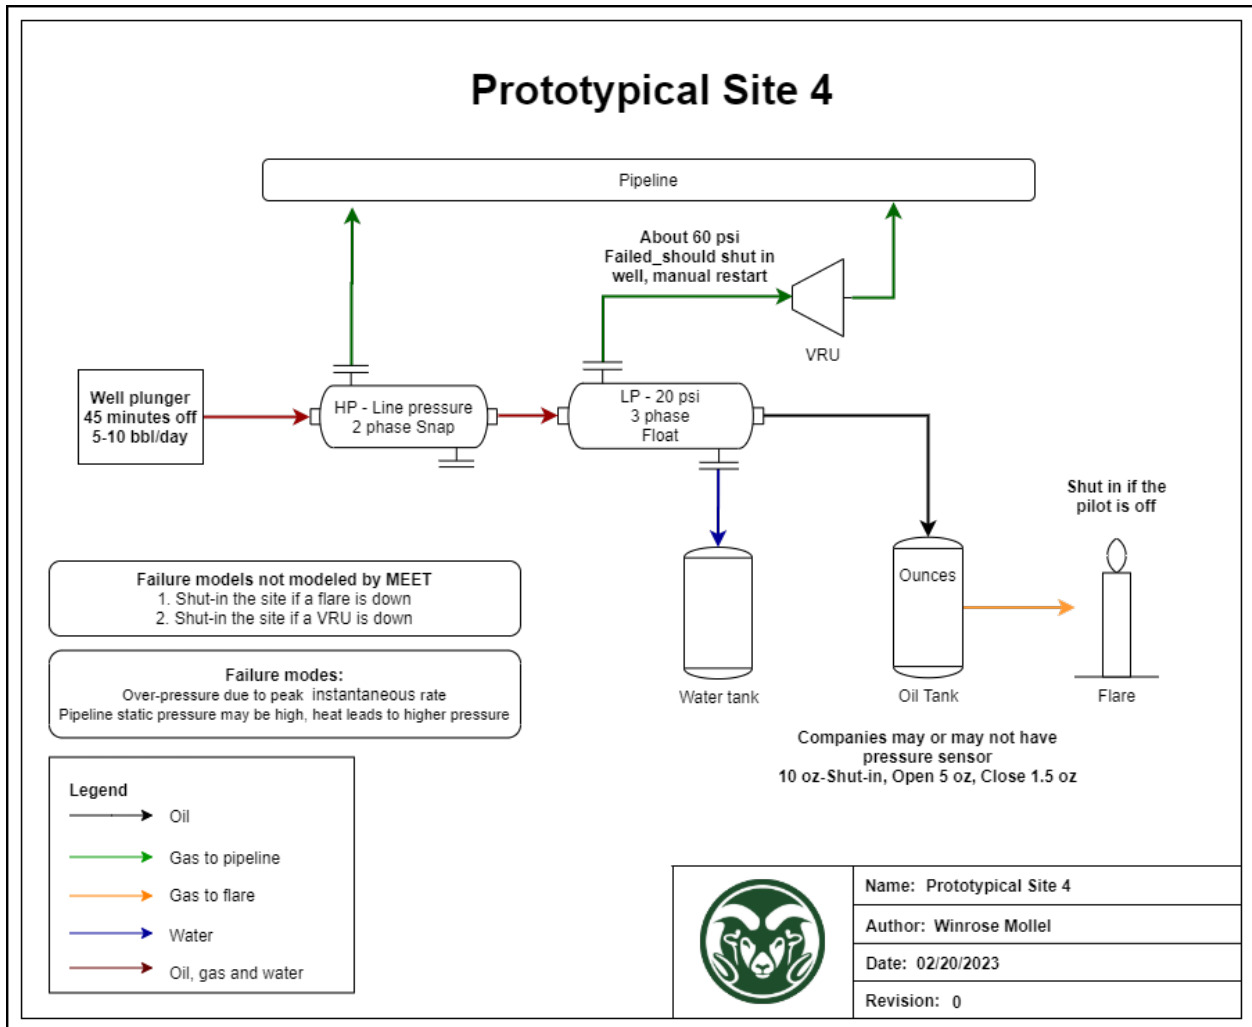 Prototypical Site 4
Pipeline
About 60 psi
Failed_should shut in
well, manual restart
VRU
Well plunger
45 minutes off
5-10 bbl/day
HP - Line pressure
2 phase Snap
LP - 20 psi
3 phase
Float
Shut in if the
pilot is off
Ounces
Water tank
Oil Tank
Flare
Companies may or may not have
pressure sensor
10 oz-Shut-in, Open 5 oz, Close 1.5 oz
Failure models not modeled by MEET
1. Shut-in the site if a flare is down
2. Shut-in the site if a VRU is down
Failure modes:
Over-pressure due to peak instantaneous rate
Pipeline static pressure may be high, heat leads to higher pressure
Legend
Oil
Gas to pipeline
Gas to flare
Water
Oil, gas and water
Name: Prototypical Site 4
Author: Winrose Mollel
Date: 02/20/2023
Revision: 0